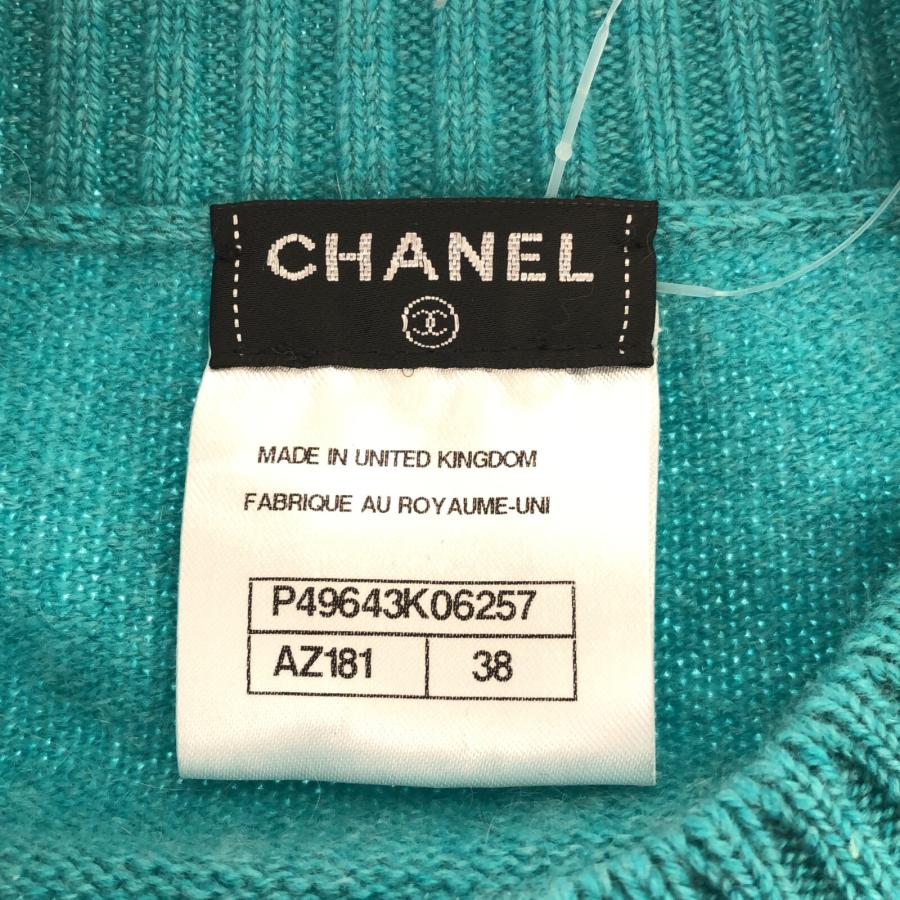 CHANEL
MADE IN UNITED KINGDOM
FABRIQUE AU ROYAUME-UNI
P49643K06257
AZ181 38